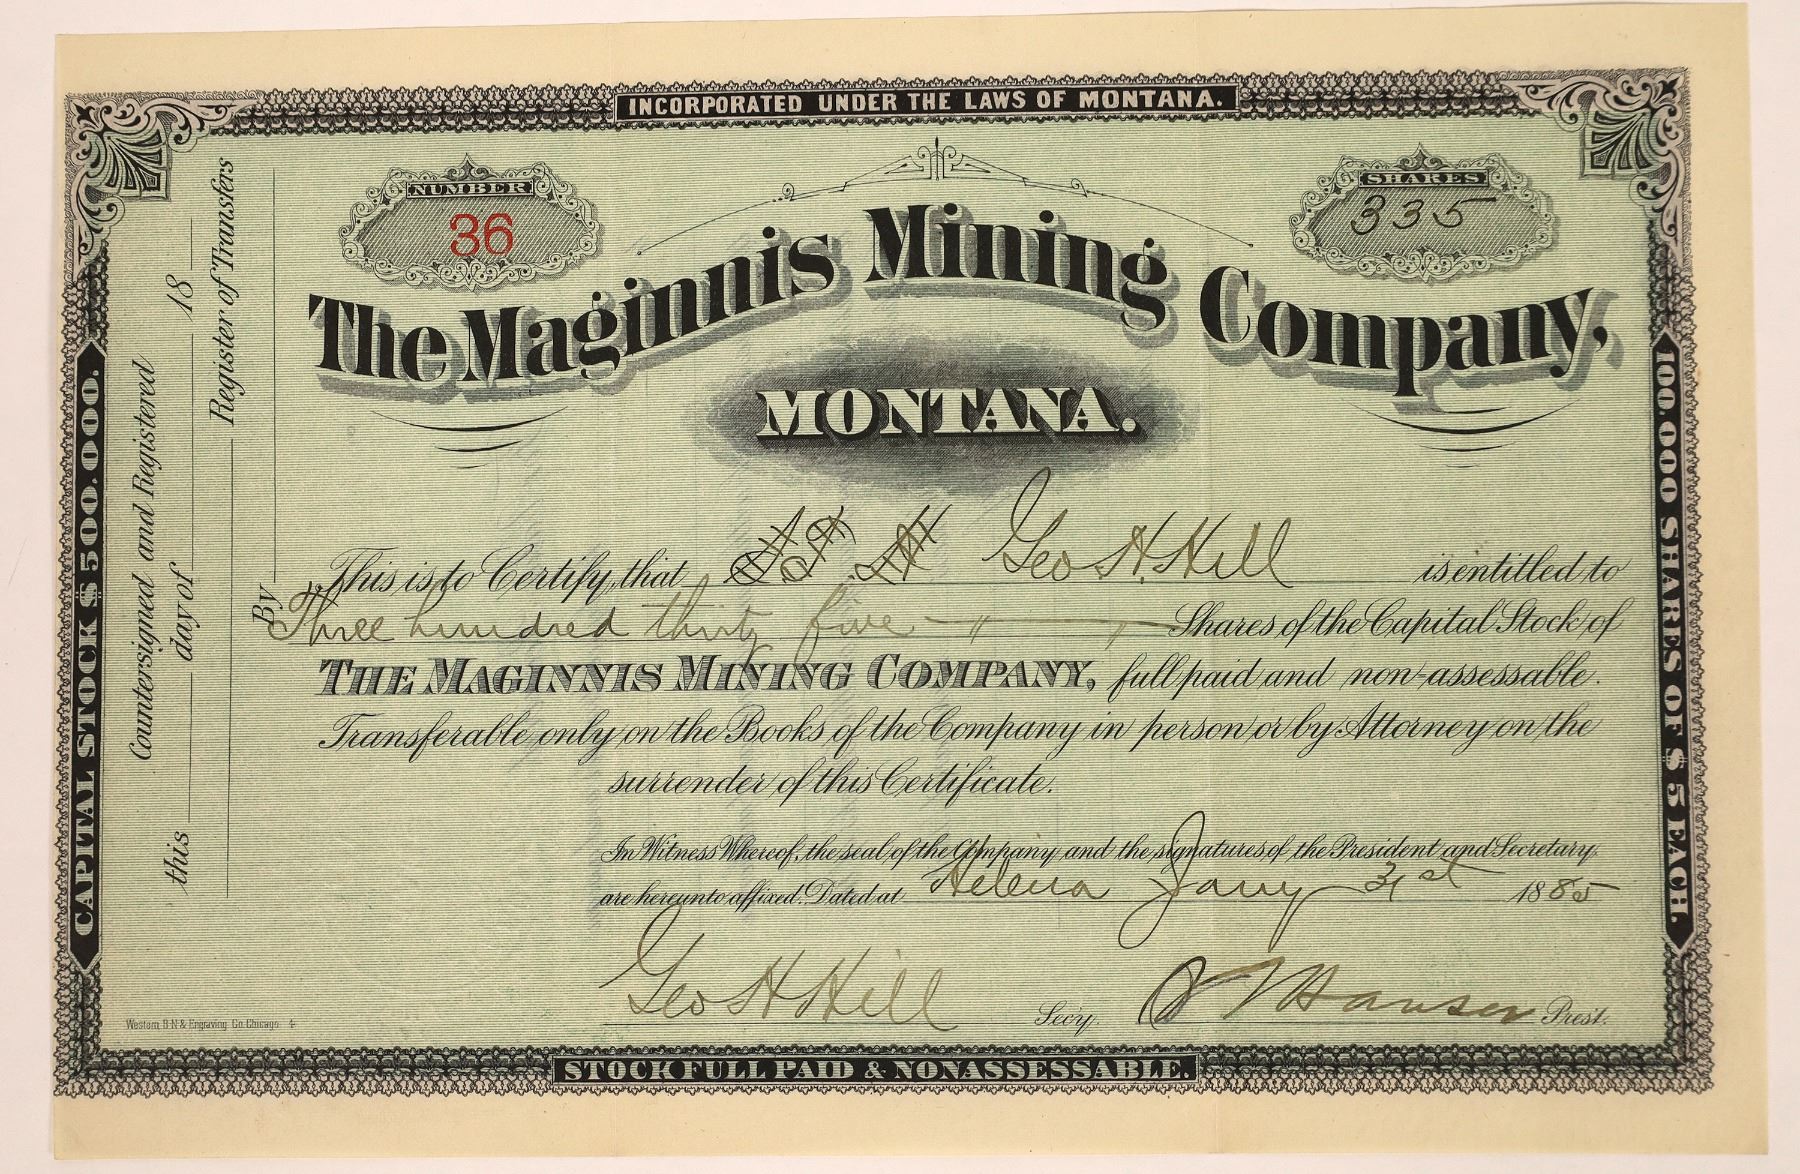 INCORPORATED UNDER THE LAWS OF MONTANA.
NUMBER
36
SHARES
335
The Maginnis Mining Company,
MONTANA.
This is to Certify, that Geo H. Hill is entitled to
Three hundred thirty five Shares of the Capital Stock of
THE MAGINNIS MINING COMPANY, full paid and non-assessable.
Transferable only on the Books of the Company in person or by Attorney on the
surrender of this Certificate.
In Witness Whereof, the seal of the Company and the signatures of the President and Secretary
are hereunto affixed. Dated at Helena Jany 31st 1885
Geo H Hill Secy. Hauser Prest.
Western B.N. & Engraving Co. Chicago. 4
STOCK FULL PAID & NONASSESSABLE.
CAPITAL STOCK $500.000.
Countersigned and Registered
this day of 18
Register of Transfers
By
100.000 SHARES OF $5 EACH.